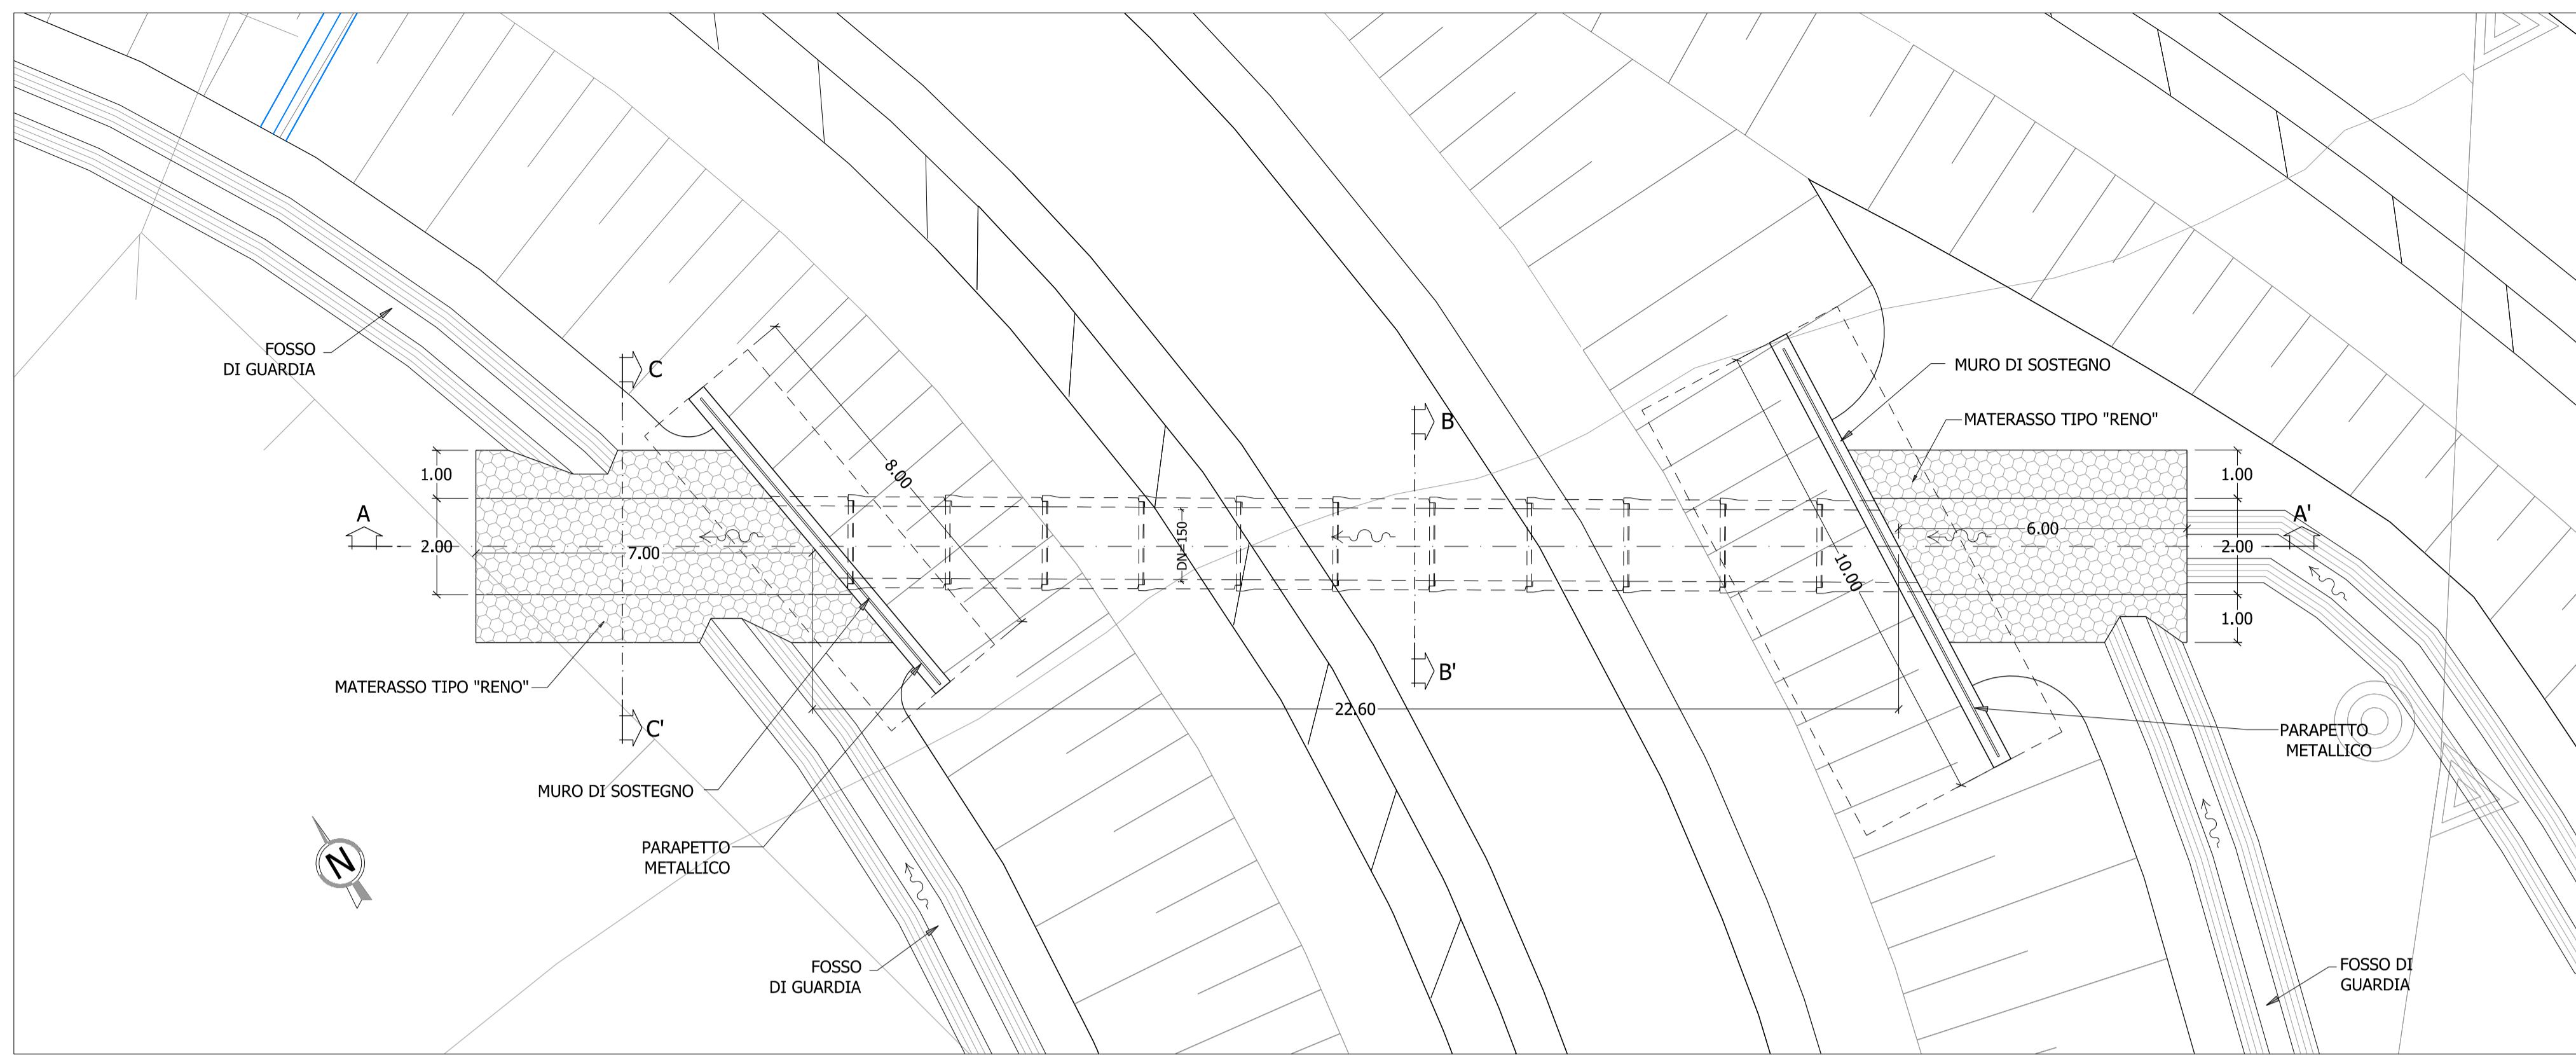 FOSSO
DI GUARDIA
C
8.00
B
MURO DI SOSTEGNO
MATERASSO TIPO "RENO"
1.00
A
2.00
7.00
DN=150
10.00
6.00
1.00
A'
2.00
1.00
MATERASSO TIPO "RENO"
C'
B'
22.60
PARAPETTO
METALLICO
MURO DI SOSTEGNO
PARAPETTO
METALLICO
N
FOSSO
DI GUARDIA
FOSSO DI
GUARDIA